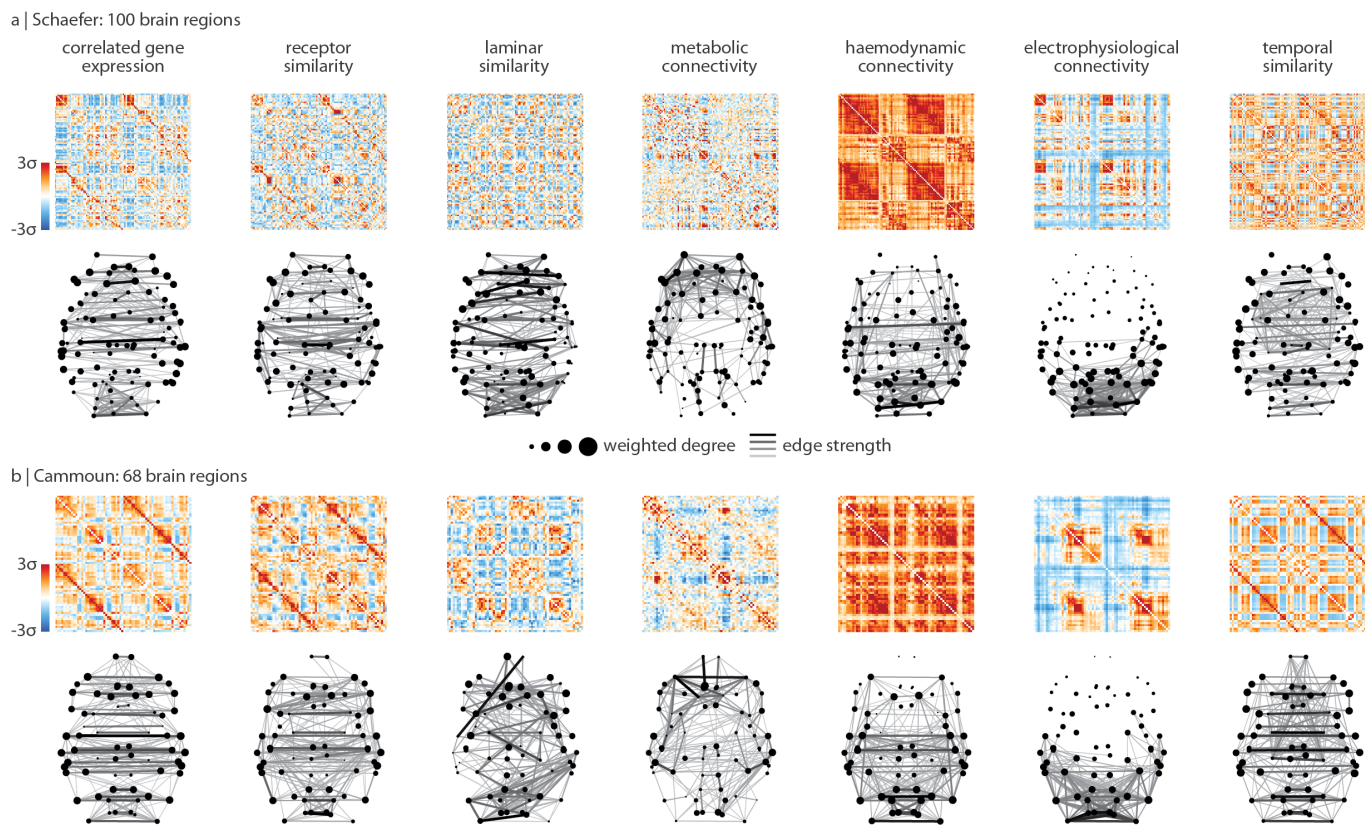 a | Schaefer: 100 brain regions
correlated gene
expression
receptor
similarity
laminar
similarity
metabolic
connectivity
haemodynamic
connectivity
electrophysiological
connectivity
temporal
similarity
3σ
-3σ
weighted degree
edge strength
b | Cammoun: 68 brain regions
3σ
-3σ